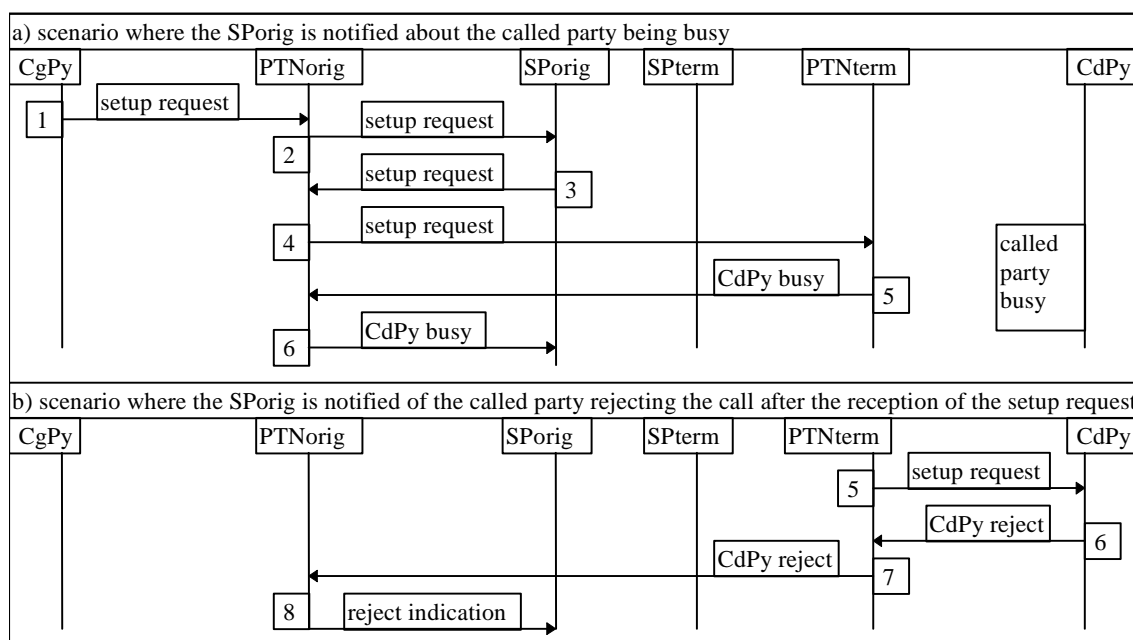 a) scenario where the SPorig is notified about the called party being busy
CgPy PTNorig SPorig SPterm PTNterm CdPy
1 setup request
2 setup request
setup request 3
4 setup request
called
party
busy
CdPy busy 5
6 CdPy busy
b) scenario where the SPorig is notified of the called party rejecting the call after the reception of the setup request
CgPy PTNorig SPorig SPterm PTNterm CdPy
5 setup request
CdPy reject 6
CdPy reject 7
8 reject indication